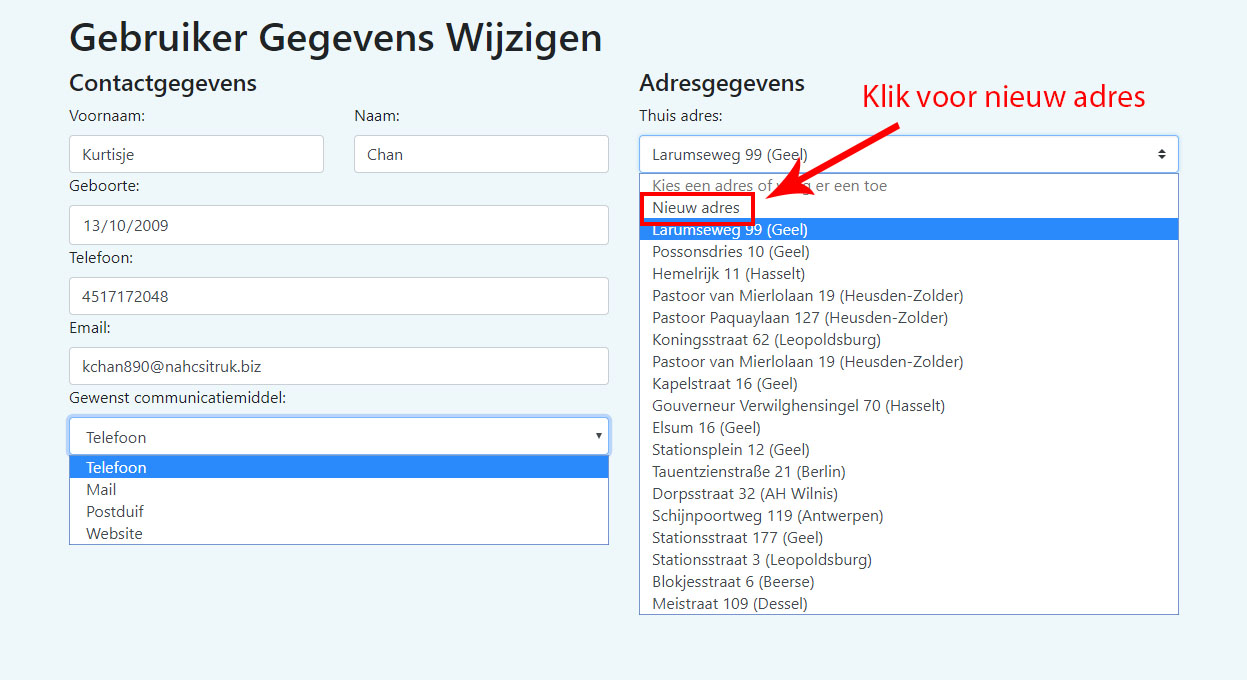 Gebruiker Gegevens Wijzigen
Contactgegevens
Voornaam:
Naam:
Kurtisje
Chan
Geboorte:
13/10/2009
Telefoon:
4517172048
Email:
kchan890@nahcsitruk.biz
Gewenst communicatiemiddel:
Telefoon
Telefoon
Mail
Postduif
Website
Adresgegevens
Klik voor nieuw adres
Thuis adres:
Larumseweg 99 (Geel)
Kies een adres of er een toe
Nieuw adres
Larumseweg 99 (Geel)
Possonsdries 10 (Geel)
Hemelrijk 11 (Hasselt)
Pastoor van Mierlolaan 19 (Heusden-Zolder)
Pastoor Paquaylaan 127 (Heusden-Zolder)
Koningsstraat 62 (Leopoldsburg)
Pastoor van Mierlolaan 19 (Heusden-Zolder)
Kapelstraat 16 (Geel)
Gouverneur Verwilghensingel 70 (Hasselt)
Elsum 16 (Geel)
Stationsplein 12 (Geel)
Tauentzienstraße 21 (Berlin)
Dorpsstraat 32 (AH Wilnis)
Schijnpoortweg 119 (Antwerpen)
Stationsstraat 177 (Geel)
Stationsstraat 3 (Leopoldsburg)
Blokjesstraat 6 (Beerse)
Meistraat 109 (Dessel)